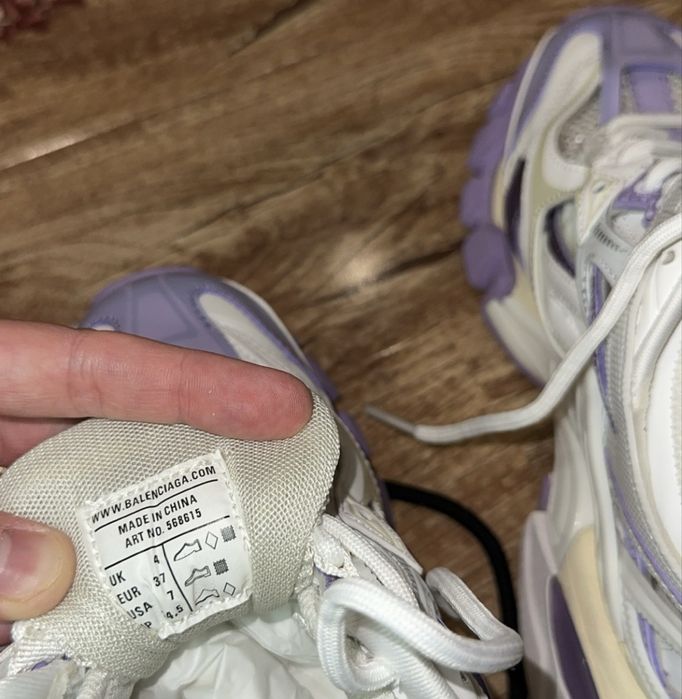 WWW.BALENCIAGA.COM
MADE IN CHINA
ART NO. 568615
UK 4
EUR 37
USA 7
4.5